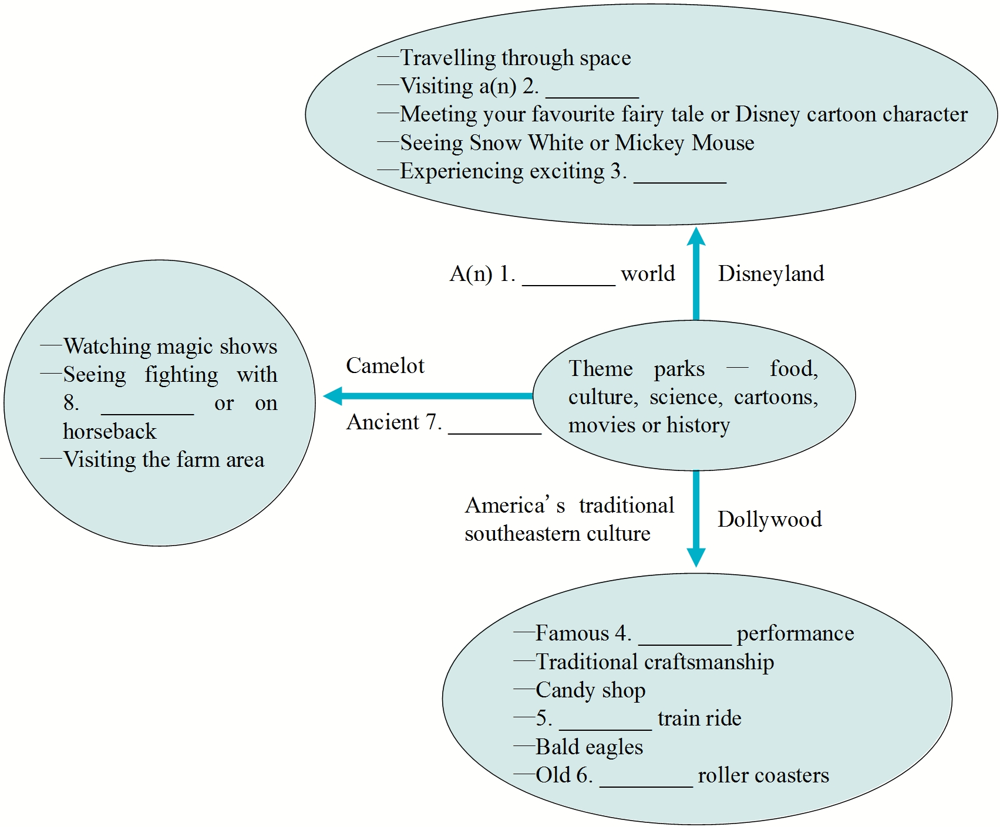 —Travelling through space
—Visiting a(n) 2. ________
—Meeting your favourite fairy tale or Disney cartoon character
—Seeing Snow White or Mickey Mouse
—Experiencing exciting 3. ________
A(n) 1. ________ world
Disneyland
Theme parks — food,
culture, science, cartoons,
movies or history
Camelot
Ancient 7. ________
—Watching magic shows
—Seeing fighting with
8. ________ or on
horseback
—Visiting the farm area
America's traditional
southeastern culture
Dollywood
—Famous 4. ________ performance
—Traditional craftsmanship
—Candy shop
—5. ________ train ride
—Bald eagles
—Old 6. ________ roller coasters